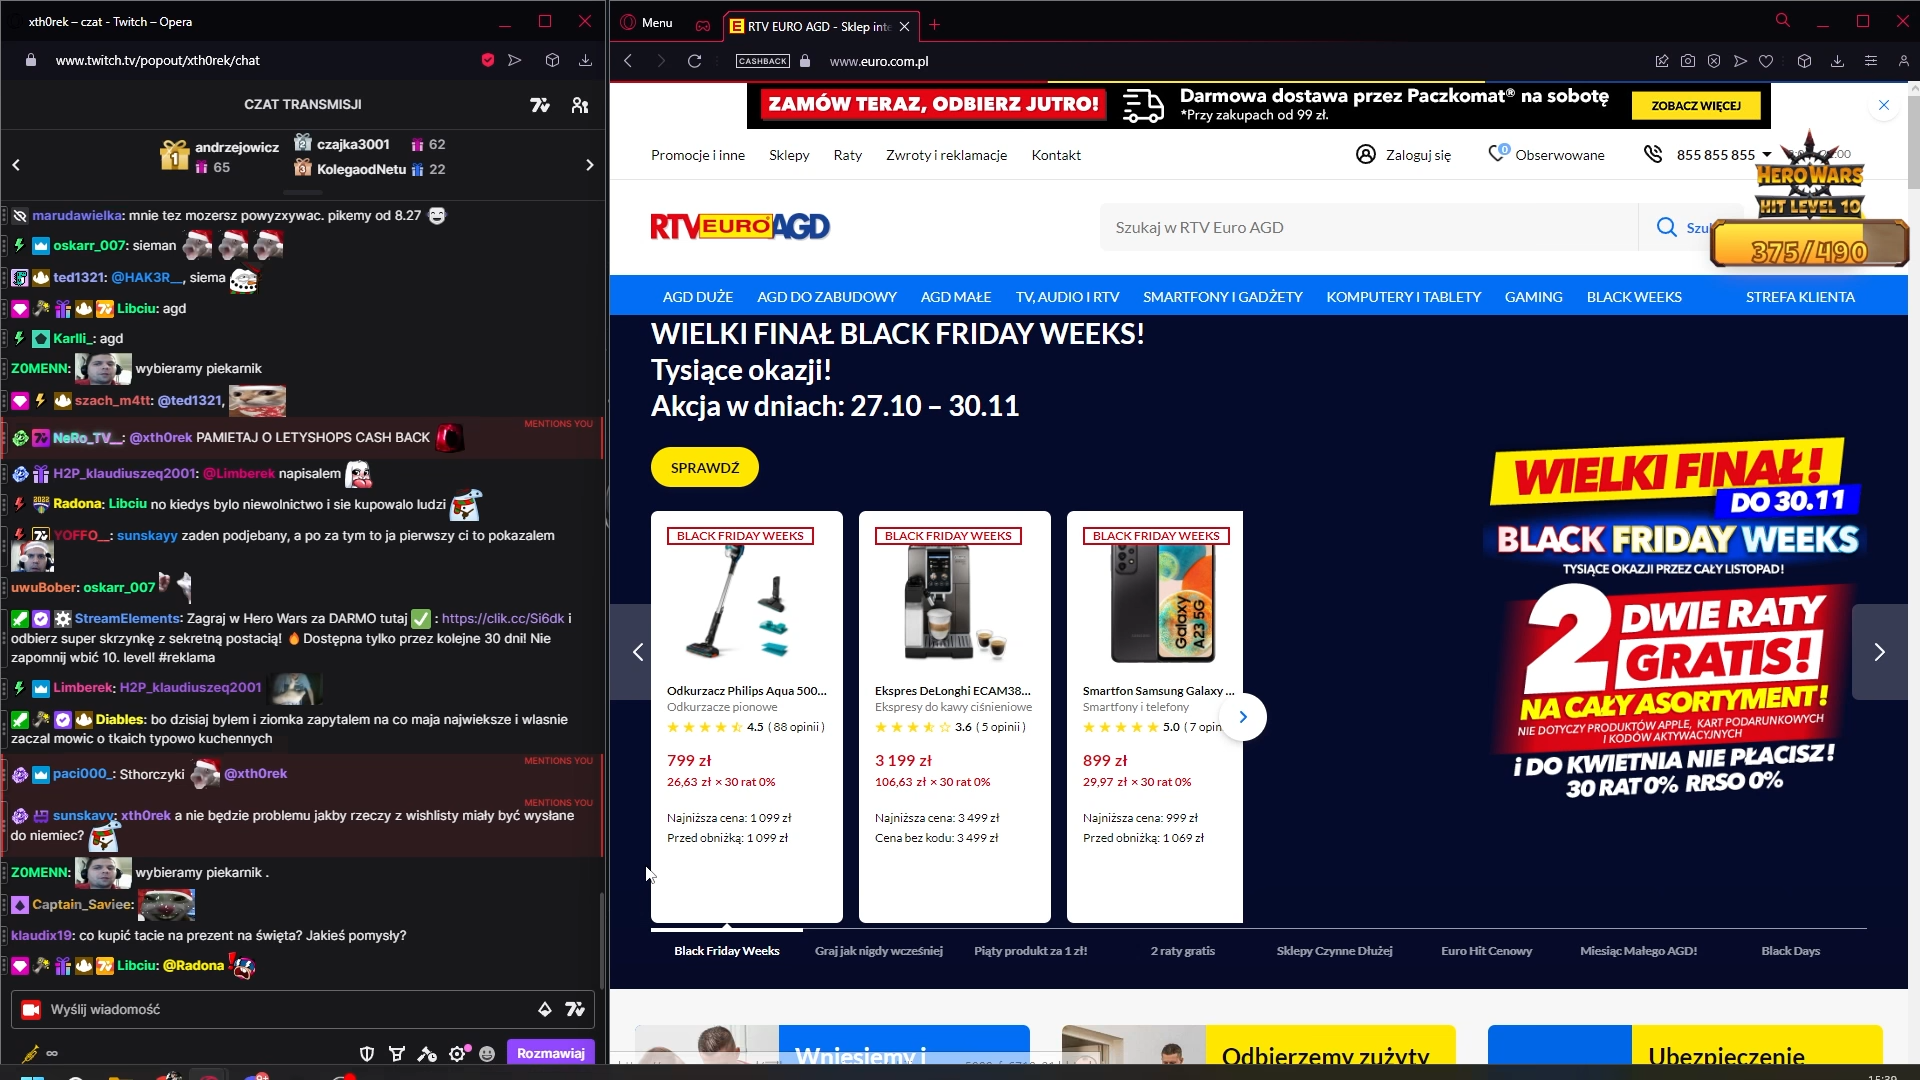 xth0rek – czat - Twitch – Opera
www.twitch.tv/popout/xth0rek/chat
CZAT TRANSMISJI
1 andrzejowicz 65
2 czajka3001 62
3 KolegaodNetu 22
marudawielka: mnie tez mozersz powyzxywac. pikemy od 8.27
oskarr_007: sieman
ted1321: @HAK3R__, siema
Libciu: agd
Karlli_: agd
Z0MENN: wybieramy piekarnik
szach_m4tt: @ted1321,
MENTIONS YOU
NeRo_TV__: @xth0rek PAMIETAJ O LETYSHOPS CASH BACK
H2P_klaudiuszeq2001: @Limberek napisalem
Radona: Libciu no kiedys bylo niewolnictwo i sie kupowalo ludzi
YOFFO__: sunskayy zaden podjebany, a po za tym to ja pierwszy ci to pokazalem
uwuBober: oskarr_007
StreamElements: Zagraj w Hero Wars za DARMO tutaj : https://clik.cc/Si6dk i
odbierz super skrzynkę z sekretną postacią! Dostępna tylko przez kolejne 30 dni! Nie
zapomnij wbić 10. level! #reklama
Limberek: H2P_klaudiuszeq2001
Diables: bo dzisiaj bylem i ziomka zapytalem na co maja najwieksze i wlasnie
zaczal mowic o tkaich typowo kuchennych
MENTIONS YOU
paci000_: Sthorczyki @xth0rek
MENTIONS YOU
sunskayy: xth0rek a nie będzie problemu jakby rzeczy z wishlisty miały być wysłane
do niemiec?
Z0MENN: wybieramy piekarnik .
Captain_Saviee:
klaudix19: co kupić tacie na prezent na święta? Jakieś pomysły?
Libciu: @Radona
Wyślij wiadomość
Rozmawiaj
Menu
RTV EURO AGD - Sklep inte
CASHBACK
www.euro.com.pl
ZAMÓW TERAZ, ODBIERZ JUTRO!
Darmowa dostawa przez Paczkomat® na sobotę
*Przy zakupach od 99 zł.
ZOBACZ WIĘCEJ
Promocje i inne Sklepy Raty Zwroty i reklamacje Kontakt
Zaloguj się 0 Obserwowane 855 855 855
HERO WARS
HIT LEVEL 10
375/490
RTV EURO AGD
Szukaj w RTV Euro AGD
AGD DUŻE AGD DO ZABUDOWY AGD MAŁE TV, AUDIO I RTV SMARTFONY I GADŻETY KOMPUTERY I TABLETY GAMING BLACK WEEKS STREFA KLIENTA
WIELKI FINAŁ BLACK FRIDAY WEEKS!
Tysiące okazji!
Akcja w dniach: 27.10 – 30.11
SPRAWDŹ
BLACK FRIDAY WEEKS
Odkurzacz Philips Aqua 500...
Odkurzacze pionowe
4.5 ( 88 opinii )
799 zł
26,63 zł × 30 rat 0%
Najniższa cena: 1 099 zł
Przed obniżką: 1 099 zł
BLACK FRIDAY WEEKS
Ekspres DeLonghi ECAM38...
Ekspresy do kawy ciśnieniowe
3.6 ( 5 opinii )
3 199 zł
106,63 zł × 30 rat 0%
Najniższa cena: 3 499 zł
Cena bez kodu: 3 499 zł
BLACK FRIDAY WEEKS
Galaxy
A23 5G
Smartfon Samsung Galaxy ...
Smartfony i telefony
5.0 ( 7 opin
899 zł
29,97 zł × 30 rat 0%
Najniższa cena: 999 zł
Przed obniżką: 1 069 zł
WIELKI FINAŁ!
DO 30.11
BLACK FRIDAY WEEKS
TYSIĄCE OKAZJI PRZEZ CAŁY LISTOPAD!
2 DWIE RATY
GRATIS!
NA CAŁY ASORTYMENT!
NIE DOTYCZY PRODUKTÓW APPLE, KART PODARUNKOWYCH
I KODÓW AKTYWACYJNYCH
i DO KWIETNIA NIE PŁACISZ!
30 RAT 0% RRSO 0%
Black Friday Weeks Graj jak nigdy wcześniej Piąty produkt za 1 zł! 2 raty gratis Sklepy Czynne Dłużej Euro Hit Cenowy Miesiąc Małego AGD! Black Days
Wniesiemy i
Odbierzemy zużyty
Ubezpieczenie